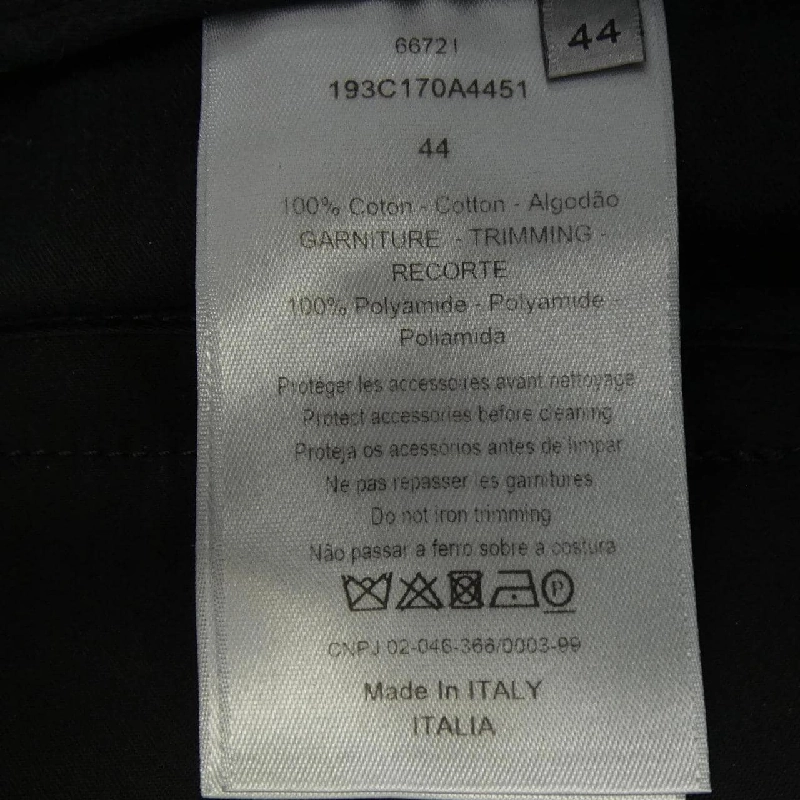 44
66721
193C170A4451
44
100% Coton - Cotton - Algodão
GARNITURE - TRIMMING -
RECORTE
100% Polyamide - Polyamide -
Poliamida
Protéger les accessoires avant nettoyage
Protect accessories before cleaning
Proteja os acessórios antes de limpar
Ne pas repasser les garnitures
Do not iron trimming
Não passar a ferro sobre a costura
P
CNPJ 02-046-366/0003-99
Made In ITALY
ITALIA